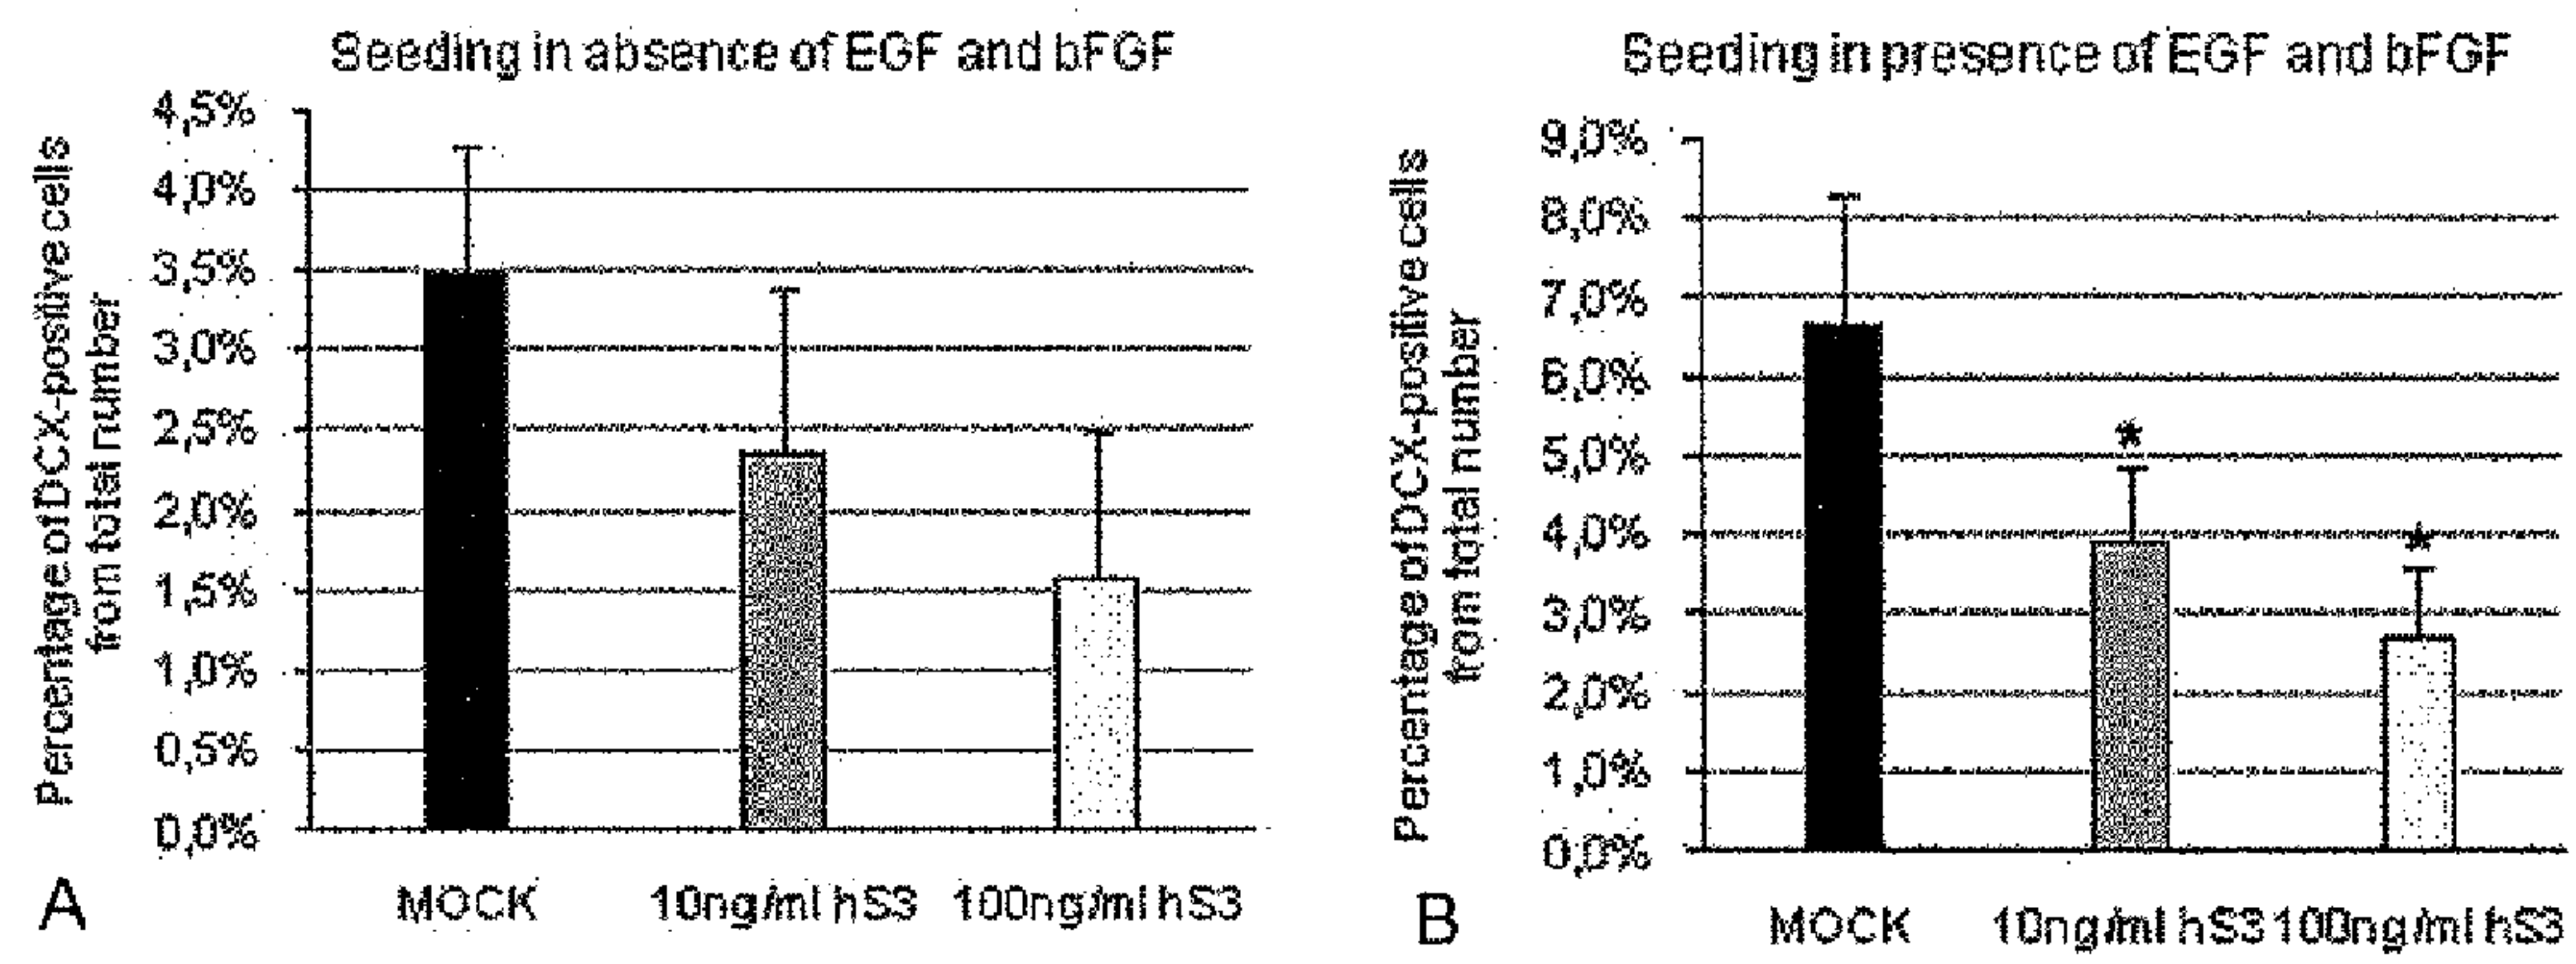 Seeding in absence of EGF and bFGF
Percentage of DCX-positive cells
from total number
4,5%
4,0%
3,5%
3,0%
2,5%
2,0%
1,5%
1,0%
0,5%
0,0%
MOCK
10ng/ml hS3
100ng/ml hS3
A
Seeding in presence of EGF and bFGF
Percentage of DCX-positive cells
from total number
9,0%
8,0%
7,0%
6,0%
5,0%
4,0%
3,0%
2,0%
1,0%
0,0%
*
*
MOCK
10ng/ml hS3
100ng/ml hS3
B